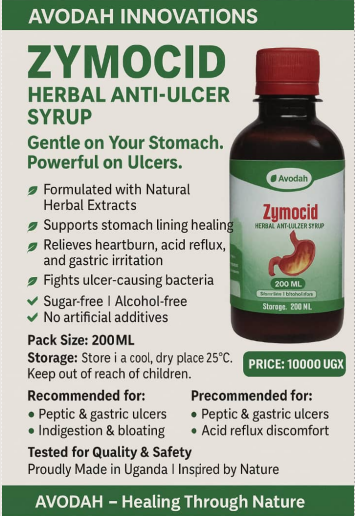 AVODAH INNOVATIONS
ZYMOCID
HERBAL ANTI-ULCER
SYRUP
Gentle on Your Stomach.
Powerful on Ulcers.
Formulated with Natural
Herbal Extracts
Supports stomach lining healing
Relieves heartburn, acid reflux,
and gastric irritation
Fights ulcer-causing bacteria
Sugar-free | Alcohol-free
No artificial additives
Avodah
Zymocid
HERBAL ANTI-ULZER SYRUP
200 ML
Storage. 200 NL
Pack Size: 200 ML
Storage: Store i a cool, dry place 25°C.
Keep out of reach of children.
PRICE: 10000 UGX
Recommended for:
• Peptic & gastric ulcers
• Indigestion & bloating
Precommended for:
• Peptic & gastric ulcers
• Acid reflux discomfort
Tested for Quality & Safety
Proudly Made in Uganda | Inspired by Nature
AVODAH – Healing Through Nature